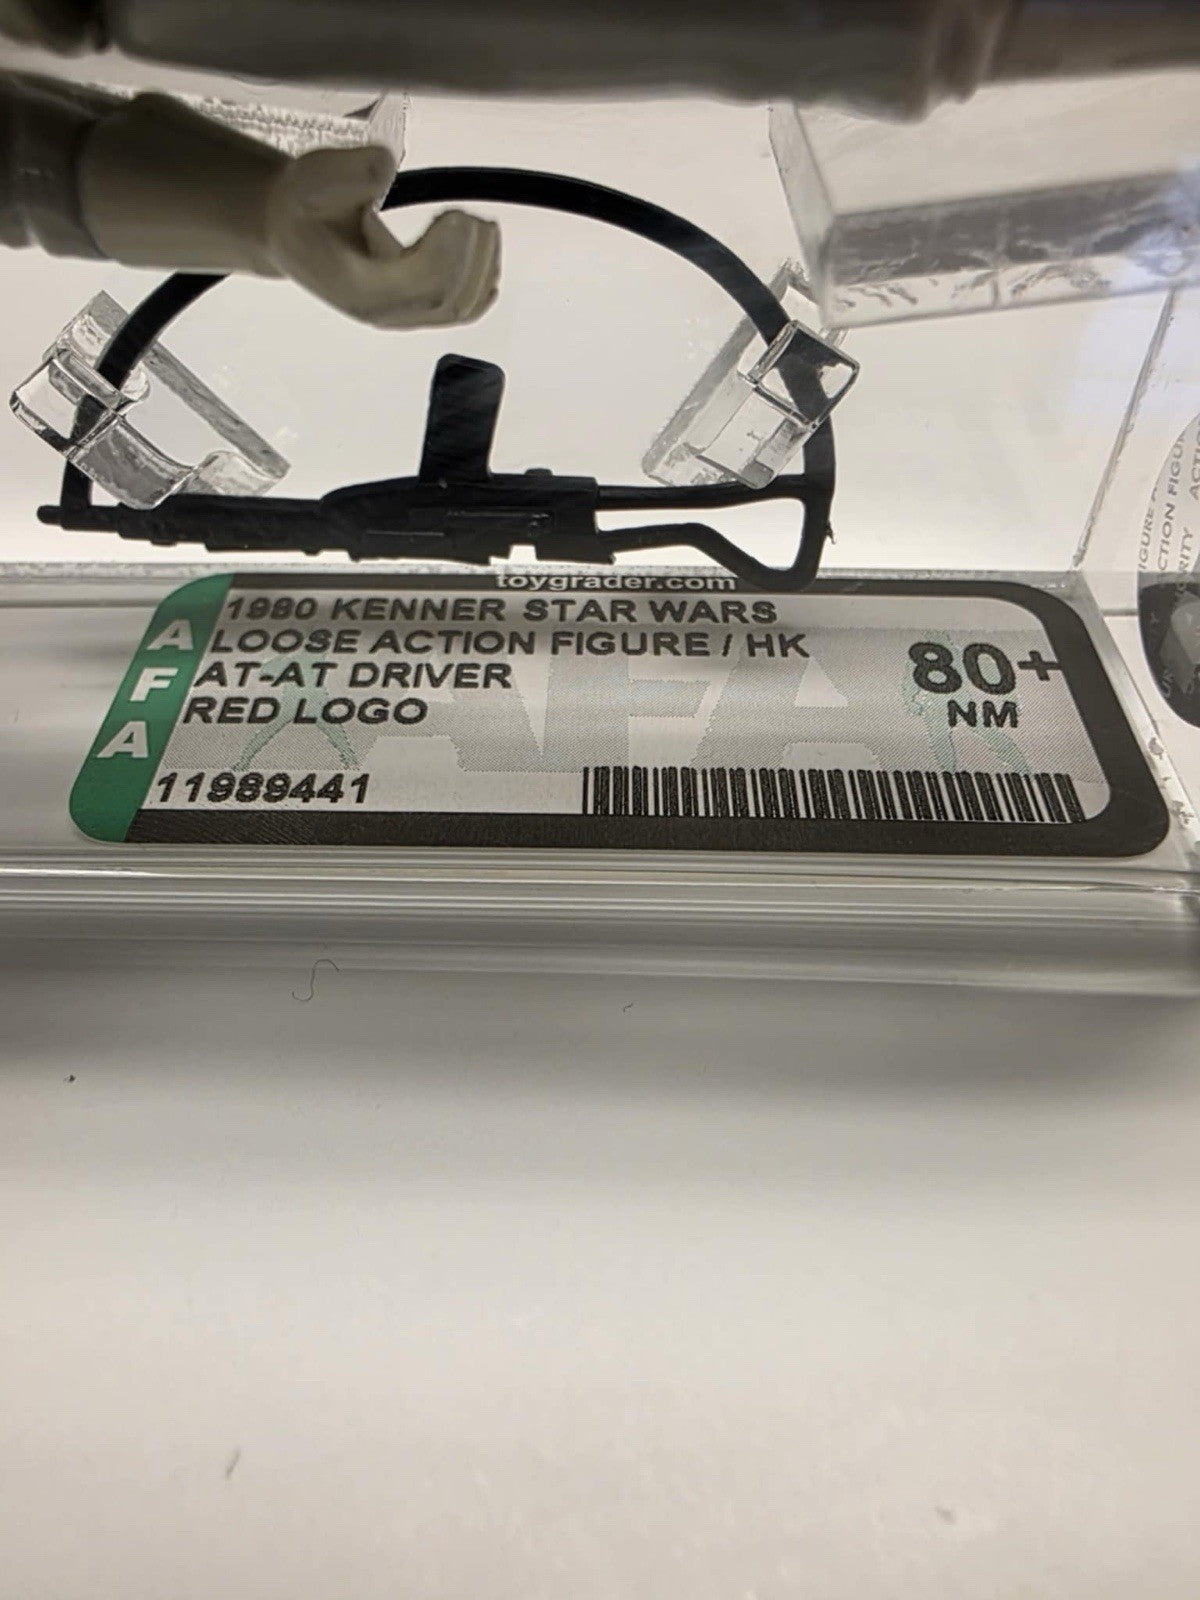 toygrader.com
AFA
1980 KENNER STAR WARS
LOOSE ACTION FIGURE / HK
AT-AT DRIVER
RED LOGO
80+
NM
11989441